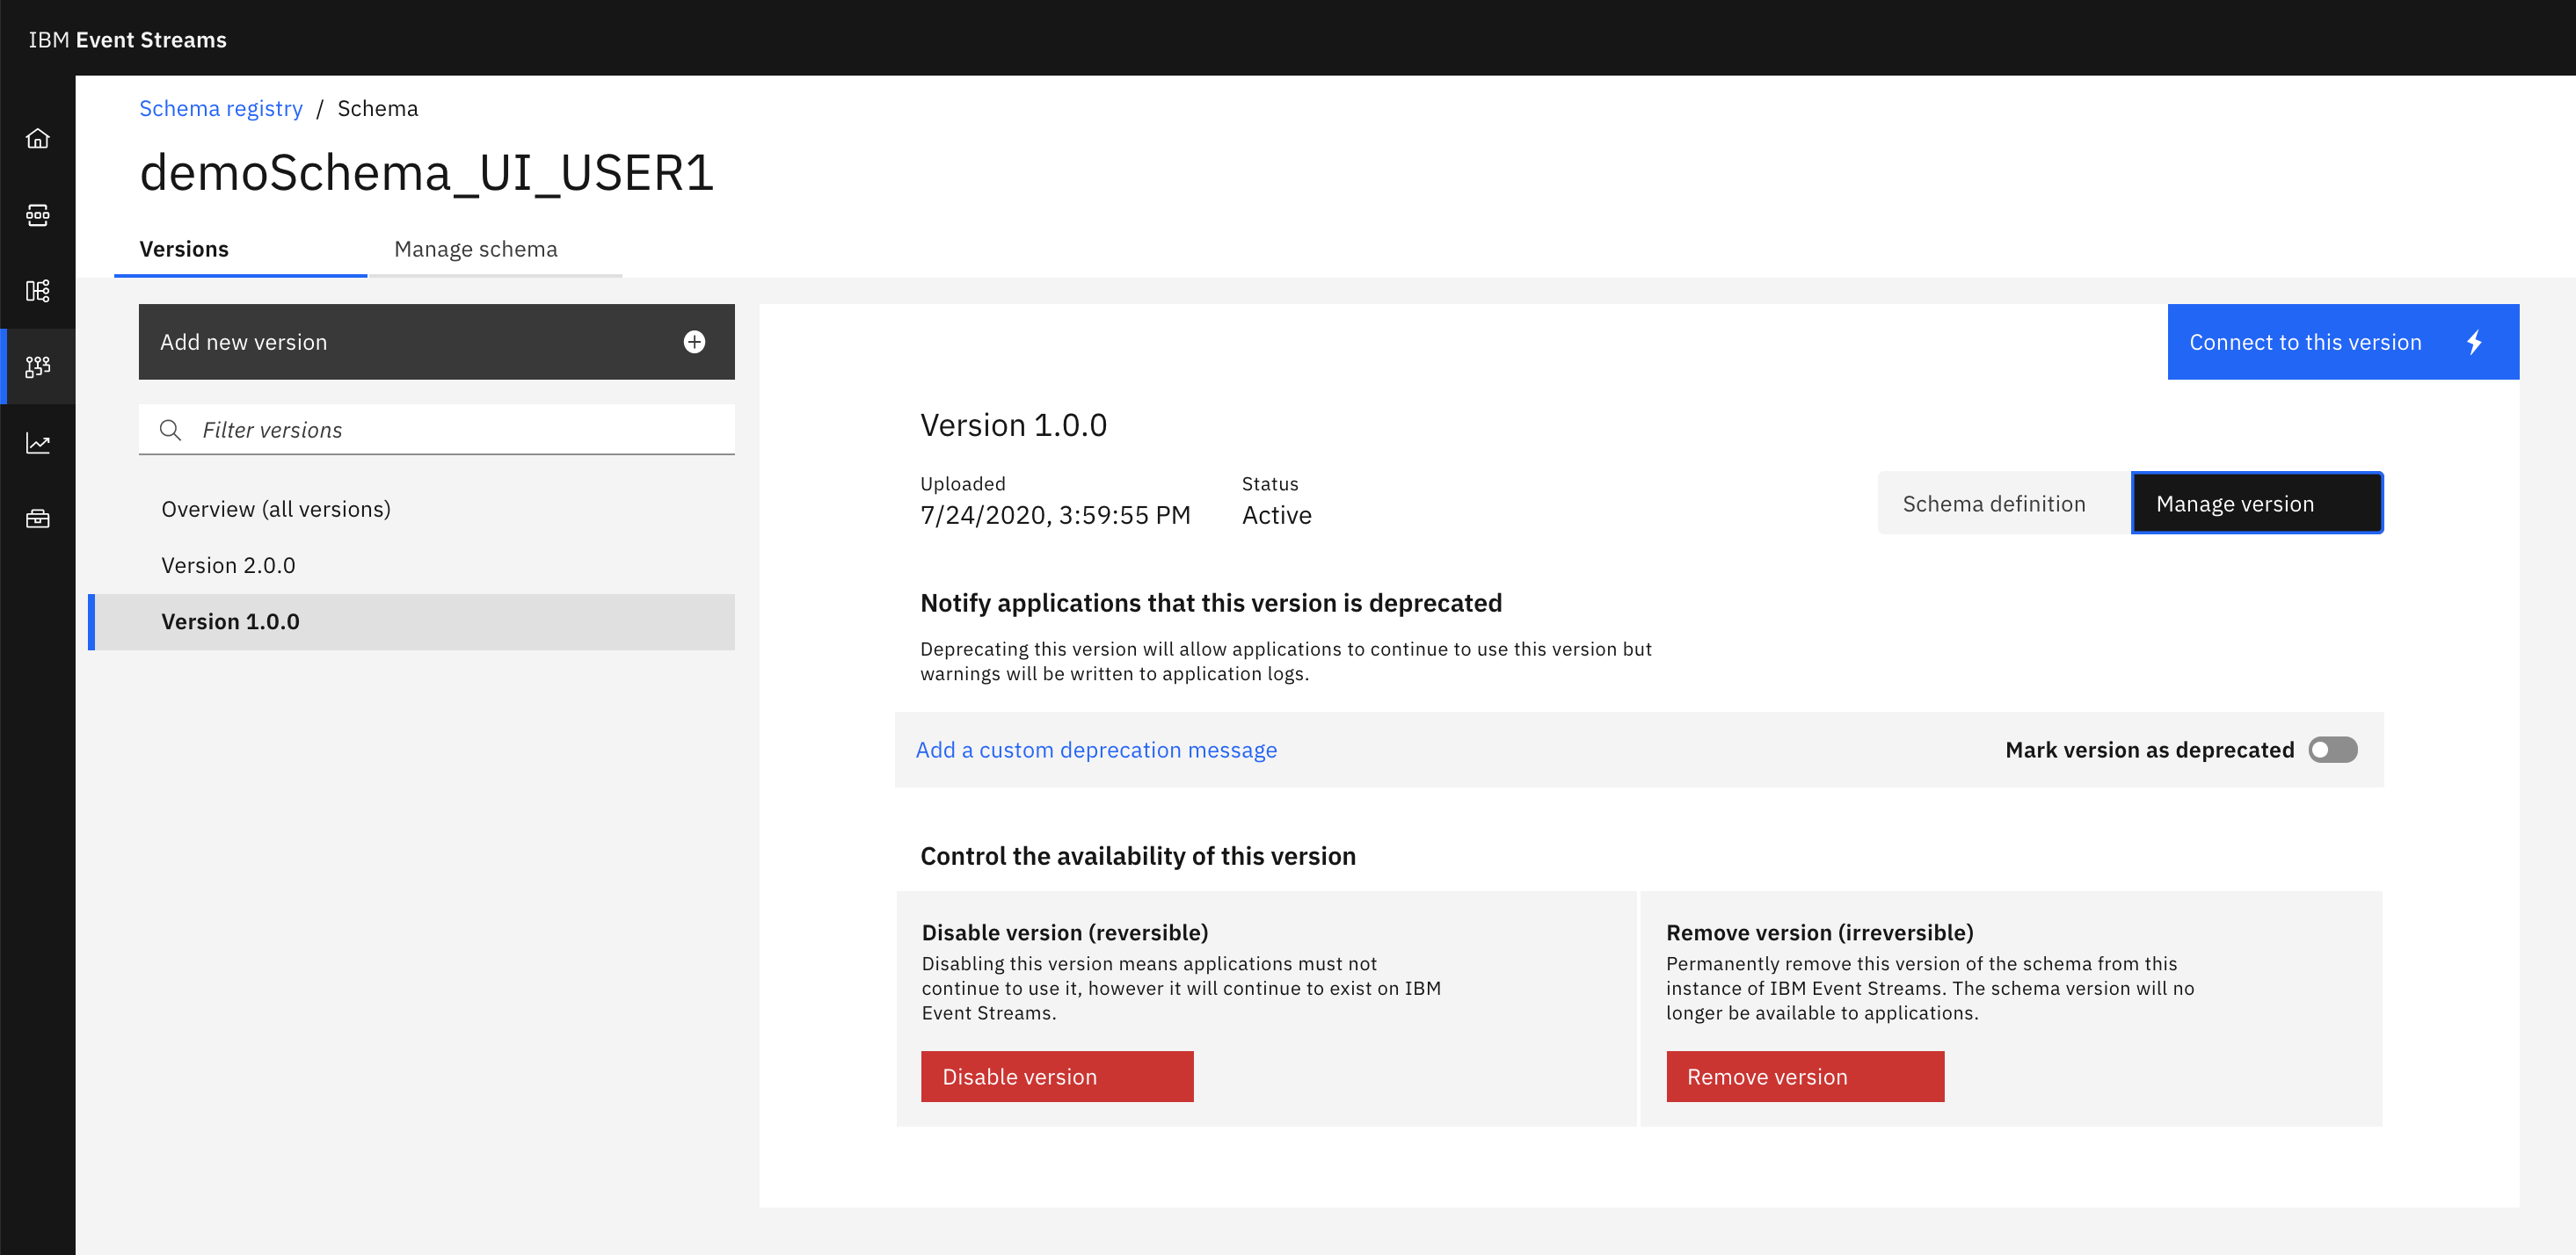 IBM Event Streams
Schema registry / Schema
demoSchema_UI_USER1
Versions
Manage schema
Add new version
Filter versions
Overview (all versions)
Version 2.0.0
Version 1.0.0
Connect to this version
Version 1.0.0
Uploaded
7/24/2020, 3:59:55 PM
Status
Active
Schema definition
Manage version
Notify applications that this version is deprecated
Deprecating this version will allow applications to continue to use this version but
warnings will be written to application logs.
Add a custom deprecation message
Mark version as deprecated
Control the availability of this version
Disable version (reversible)
Disabling this version means applications must not
continue to use it, however it will continue to exist on IBM
Event Streams.
Disable version
Remove version (irreversible)
Permanently remove this version of the schema from this
instance of IBM Event Streams. The schema version will no
longer be available to applications.
Remove version